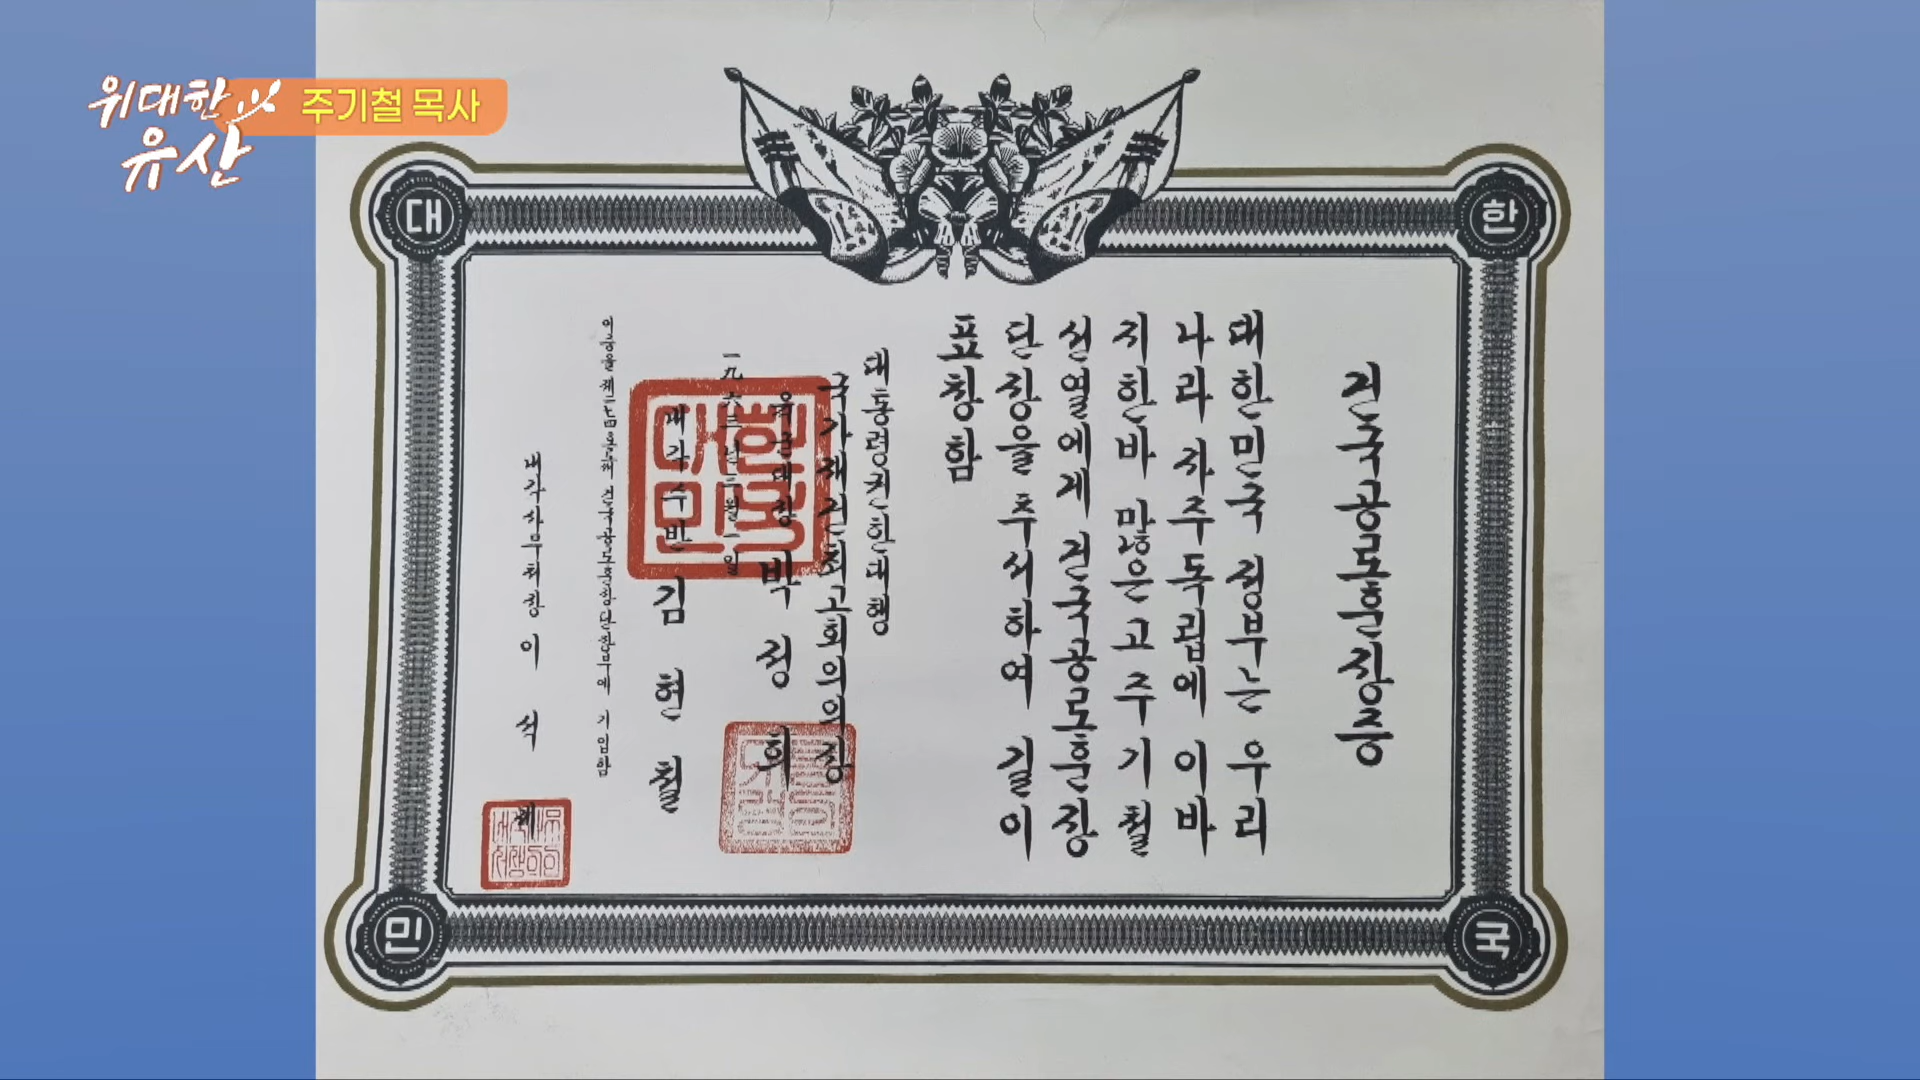 위대한
유산
주기철 목사
대
한
민
국
건국공로훈장증
대한민국 정부는 우리
나라 자주독립에 이바
지한바 많은고 주기철
선열에게 건국공로훈장
단장을 추서하여 길이
표창함
대통령권한대행
국가재건최고회의의장
육군대장 박정희
내각수반 김현철
一九六三년三월一일
건국공로훈장단장부에 기입함
내각사무처장 이석제